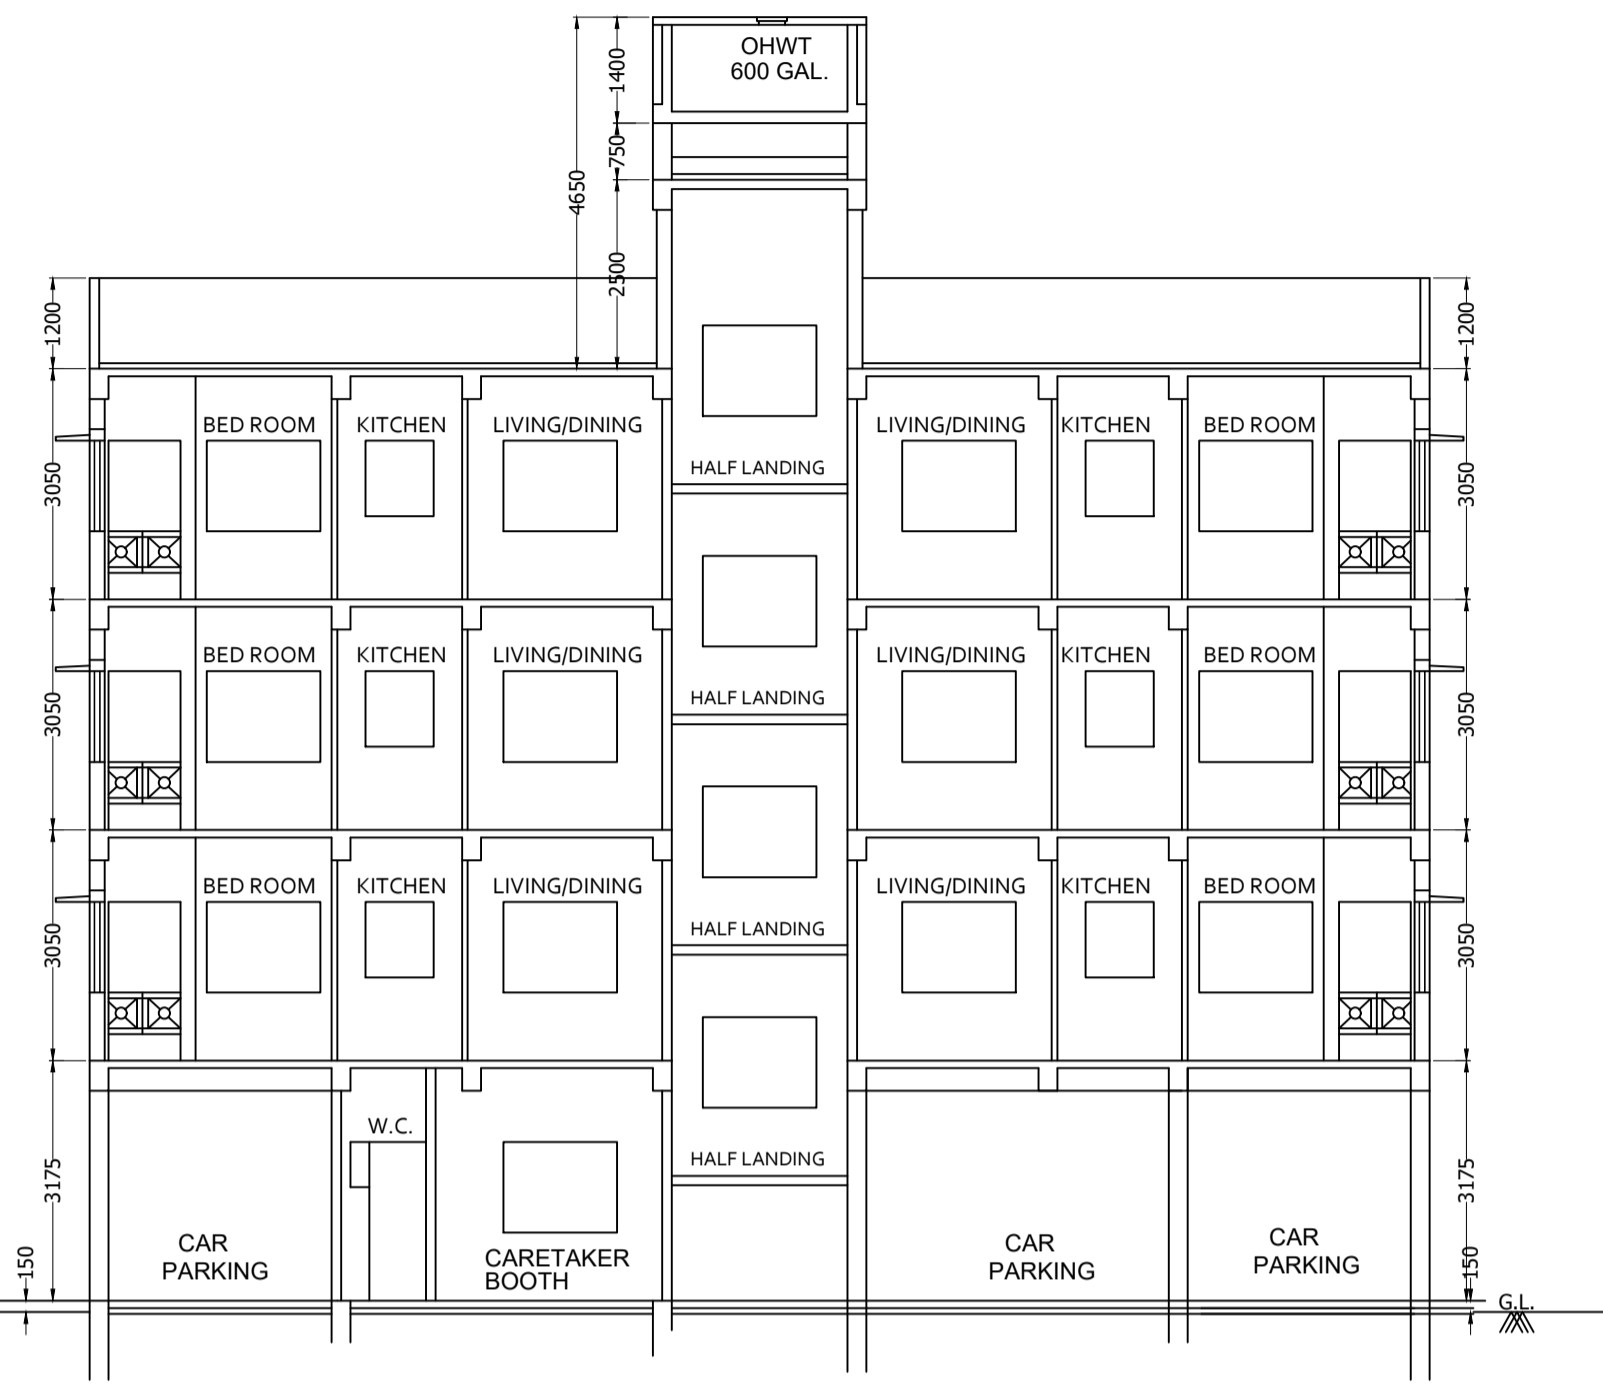 OHWT
600 GAL.
1400
750
4650
2500
1200
1200
BED ROOM KITCHEN LIVING/DINING LIVING/DINING KITCHEN BED ROOM
HALF LANDING
3050
3050
BED ROOM KITCHEN LIVING/DINING LIVING/DINING KITCHEN BED ROOM
HALF LANDING
3050
3050
BED ROOM KITCHEN LIVING/DINING LIVING/DINING KITCHEN BED ROOM
HALF LANDING
3050
3050
W.C.
HALF LANDING
3175
3175
CAR
PARKING
CARETAKER
BOOTH
CAR
PARKING
CAR
PARKING
150
150
G.L.